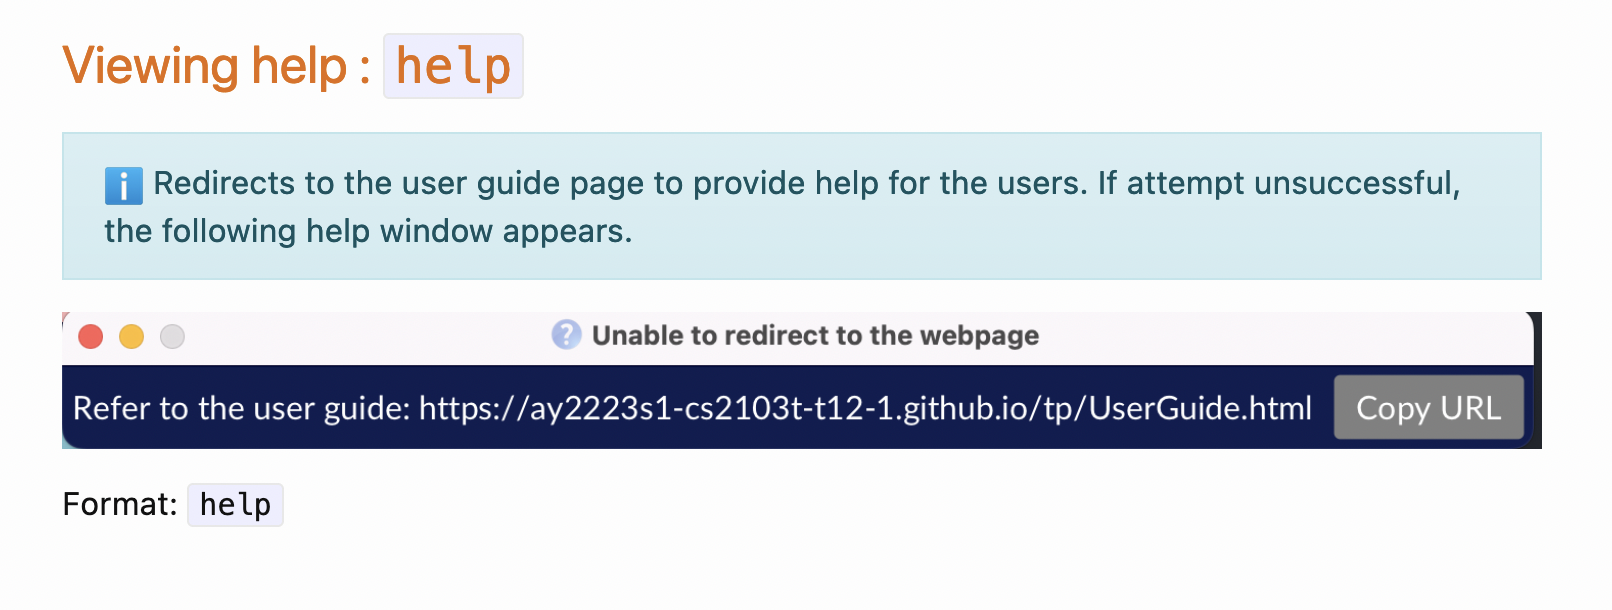 Viewing help : help
Redirects to the user guide page to provide help for the users. If attempt unsuccessful,
the following help window appears.
Unable to redirect to the webpage
Refer to the user guide: https://ay2223s1-cs2103t-t12-1.github.io/tp/UserGuide.html Copy URL
Format: help